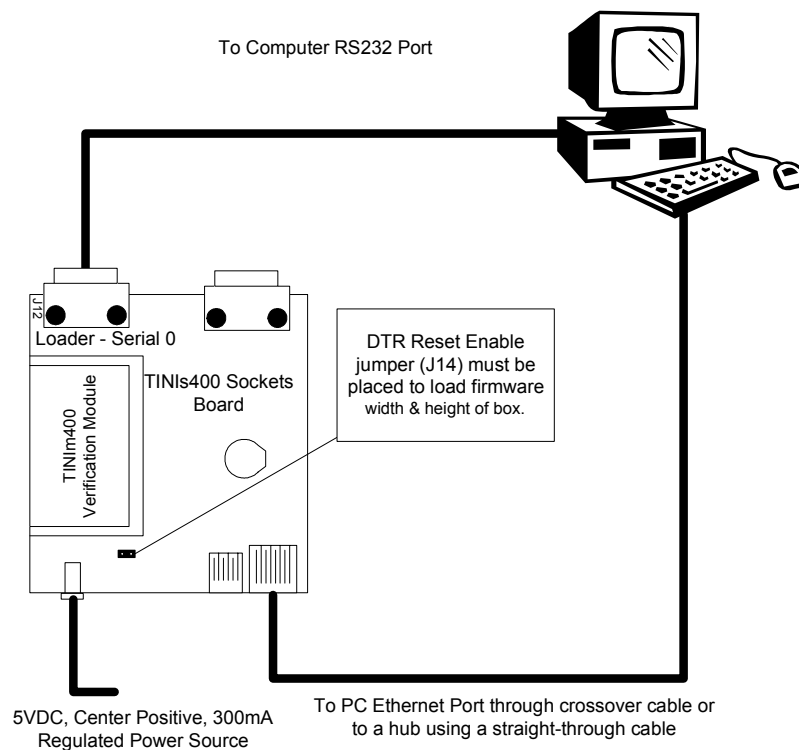 To Computer RS232 Port
J12
Loader - Serial 0
TINIs400 Sockets
Board
TINIm400
Verification Module
DTR Reset Enable
jumper (J14) must be
placed to load firmware
width & height of box.
5VDC, Center Positive, 300mA
Regulated Power Source
To PC Ethernet Port through crossover cable or
to a hub using a straight-through cable